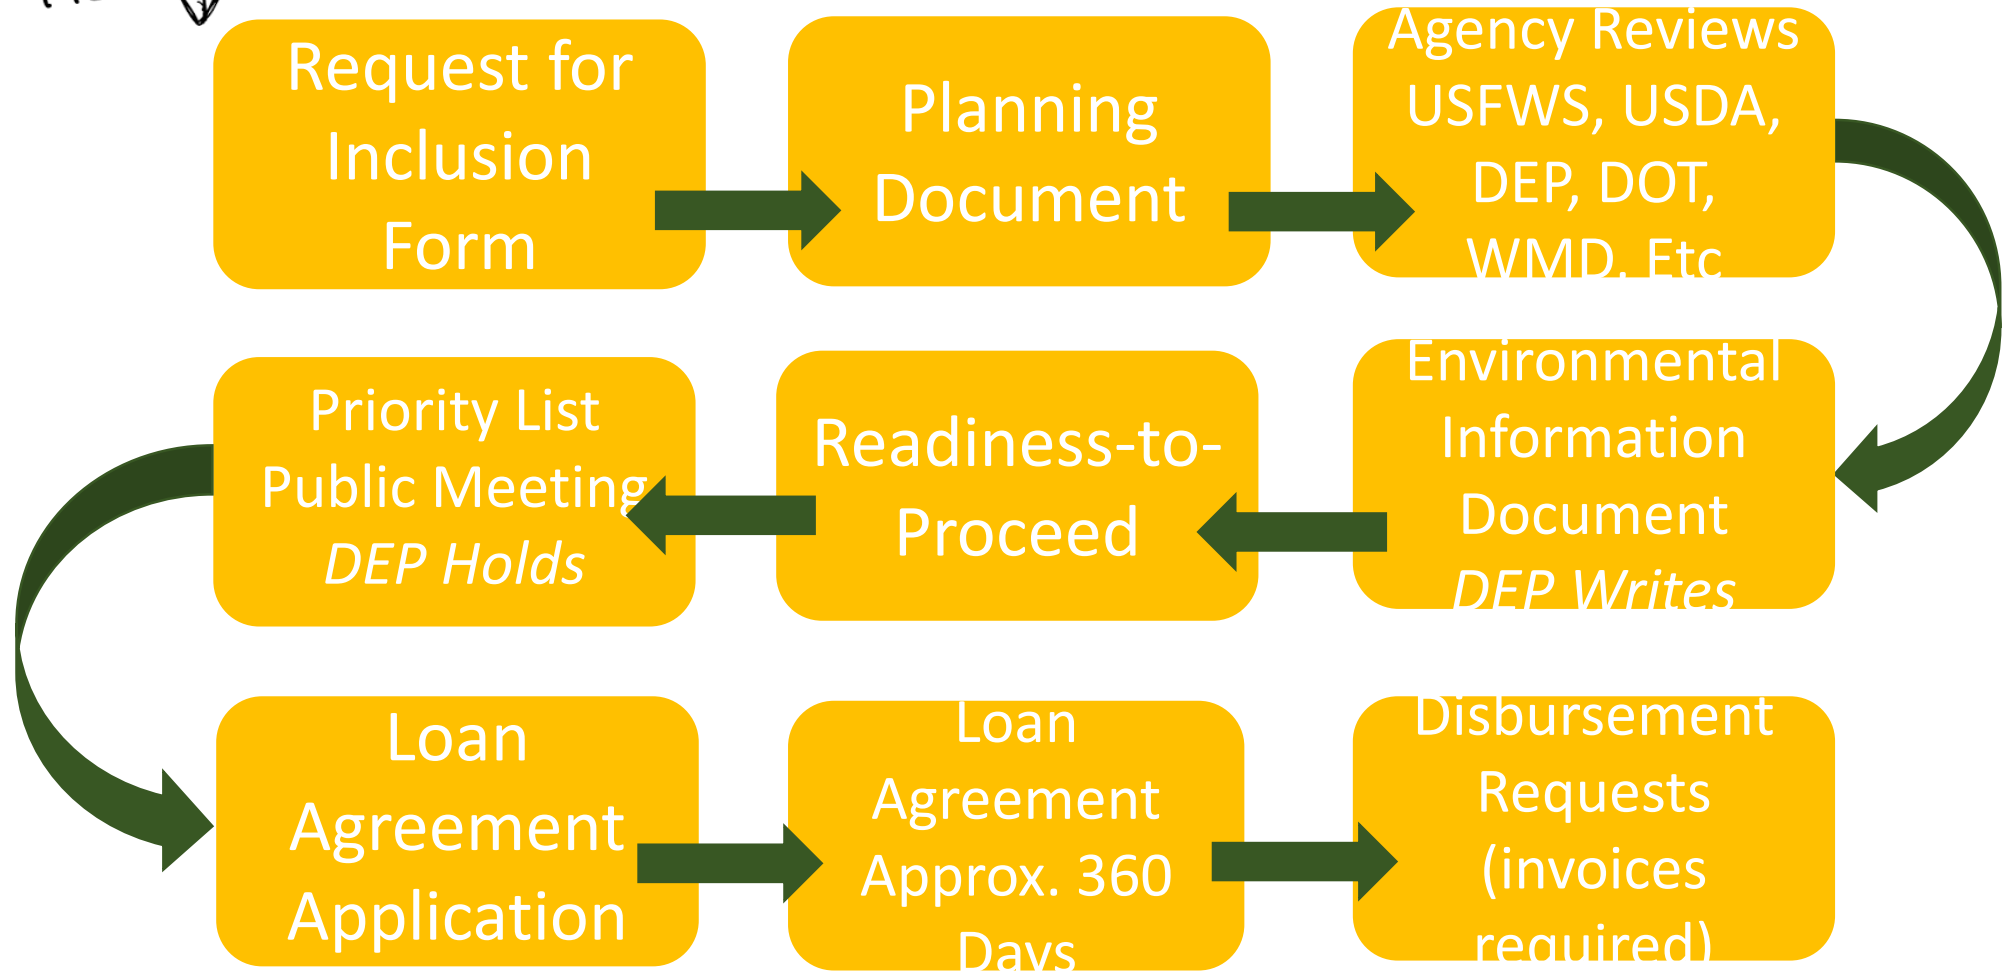 Request for
Inclusion
Form
Planning
Document
Agency Reviews
USFWS, USDA,
DEP, DOT,
WMD, Etc
Environmental
Information
Document
DEP Writes
Readiness-to-
Proceed
Priority List
Public Meeting
DEP Holds
Loan
Agreement
Application
Loan
Agreement
Approx. 360
Days
Disbursement
Requests
(invoices
required)